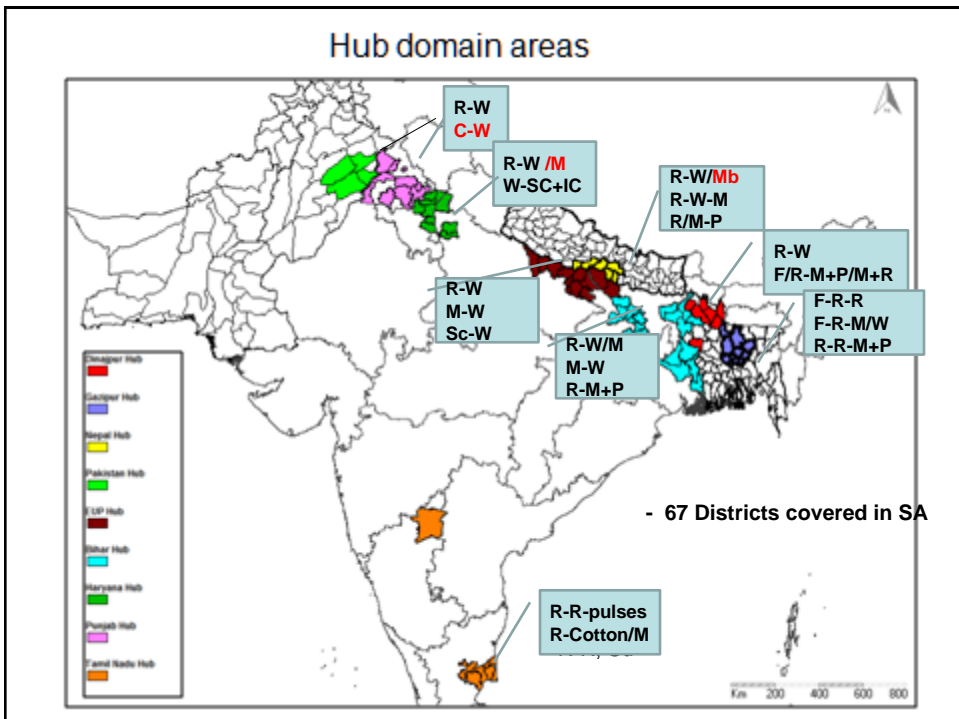 Hub domain areas
R-W
C-W
R-W /M
W-SC+IC
R-W/Mb
R-W-M
R/M-P
R-W
F/R-M+P/M+R
F-R-R
F-R-M/W
R-R-M+P
R-W
M-W
Sc-W
R-W/M
M-W
R-M+P
Dinajpur Hub
Gazipur Hub
Nepal Hub
Pakistan Hub
EUP Hub
Bihar Hub
Haryana Hub
Punjab Hub
Tamil Nadu Hub
- 67 Districts covered in SA
R-R-pulses
R-Cotton/M
Km 200 400 600 800